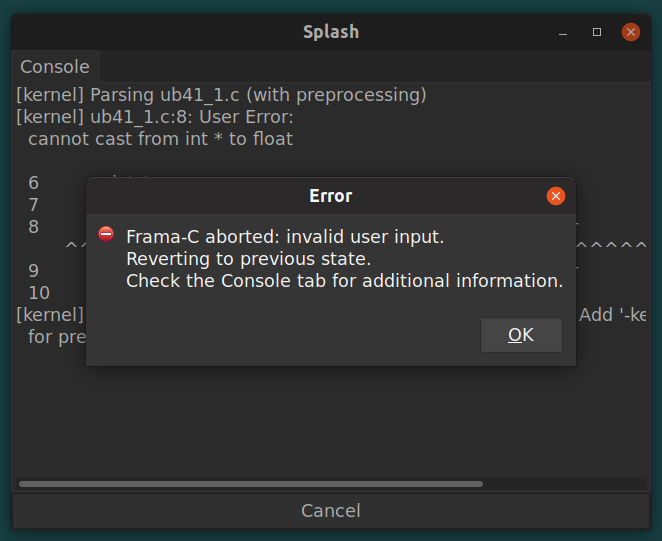 Splash
Console
[kernel] Parsing ub41_1.c (with preprocessing)
[kernel] ub41_1.c:8: User Error:
cannot cast from int * to float
6
7
8
^^ ^^^^^^
9
10
[kernel] Add '-ke
for pre
Error
Frama-C aborted: invalid user input.
Reverting to previous state.
Check the Console tab for additional information.
OK
Cancel